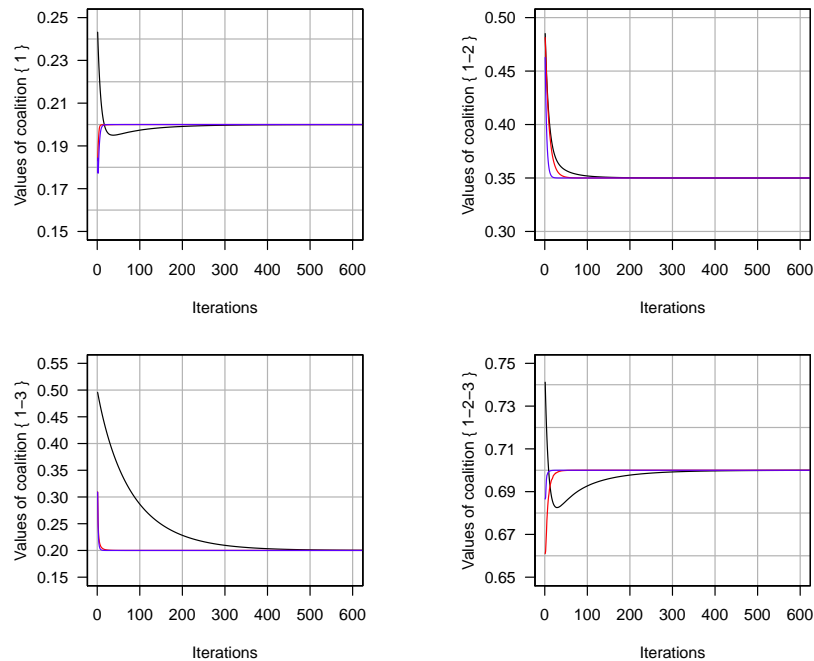 Values of coalition { 1 }
0.25
0.23
0.21
0.19
0.17
0.15
0 100 200 300 400 500 600
Iterations
Values of coalition { 1−2 }
0.50
0.45
0.40
0.35
0.30
0 100 200 300 400 500 600
Iterations
Values of coalition { 1−3 }
0.55
0.50
0.45
0.40
0.35
0.30
0.25
0.20
0.15
0 100 200 300 400 500 600
Iterations
Values of coalition { 1−2−3 }
0.75
0.73
0.71
0.69
0.67
0.65
0 100 200 300 400 500 600
Iterations